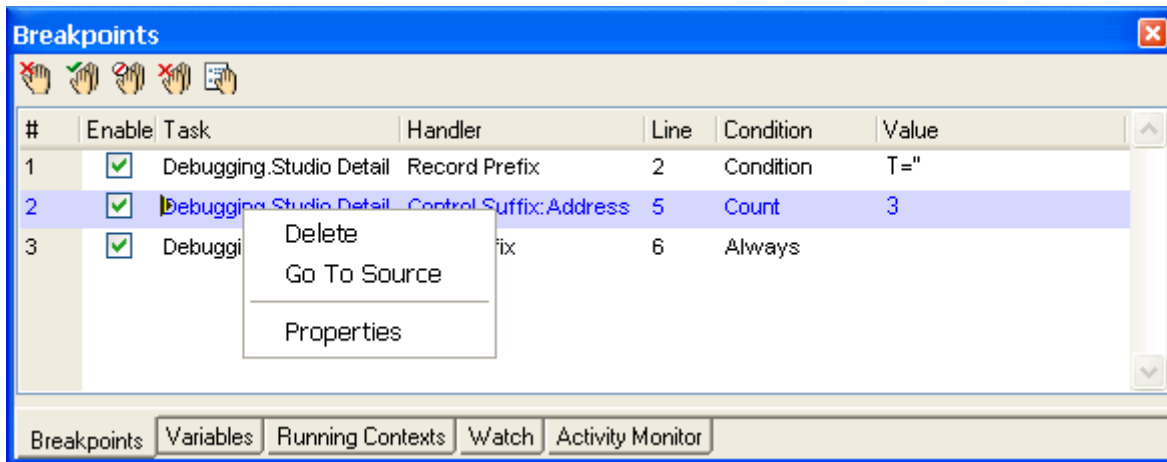 Breakpoints
# Enable Task Handler Line Condition Value
1 Debugging.Studio Detail Record Prefix 2 Condition T="
2 Debugging.Studio Detail Control Suffix:Address 5 Count 3
3 Debuggi fix 6 Always
Delete
Go To Source
Properties
Breakpoints Variables Running Contexts Watch Activity Monitor